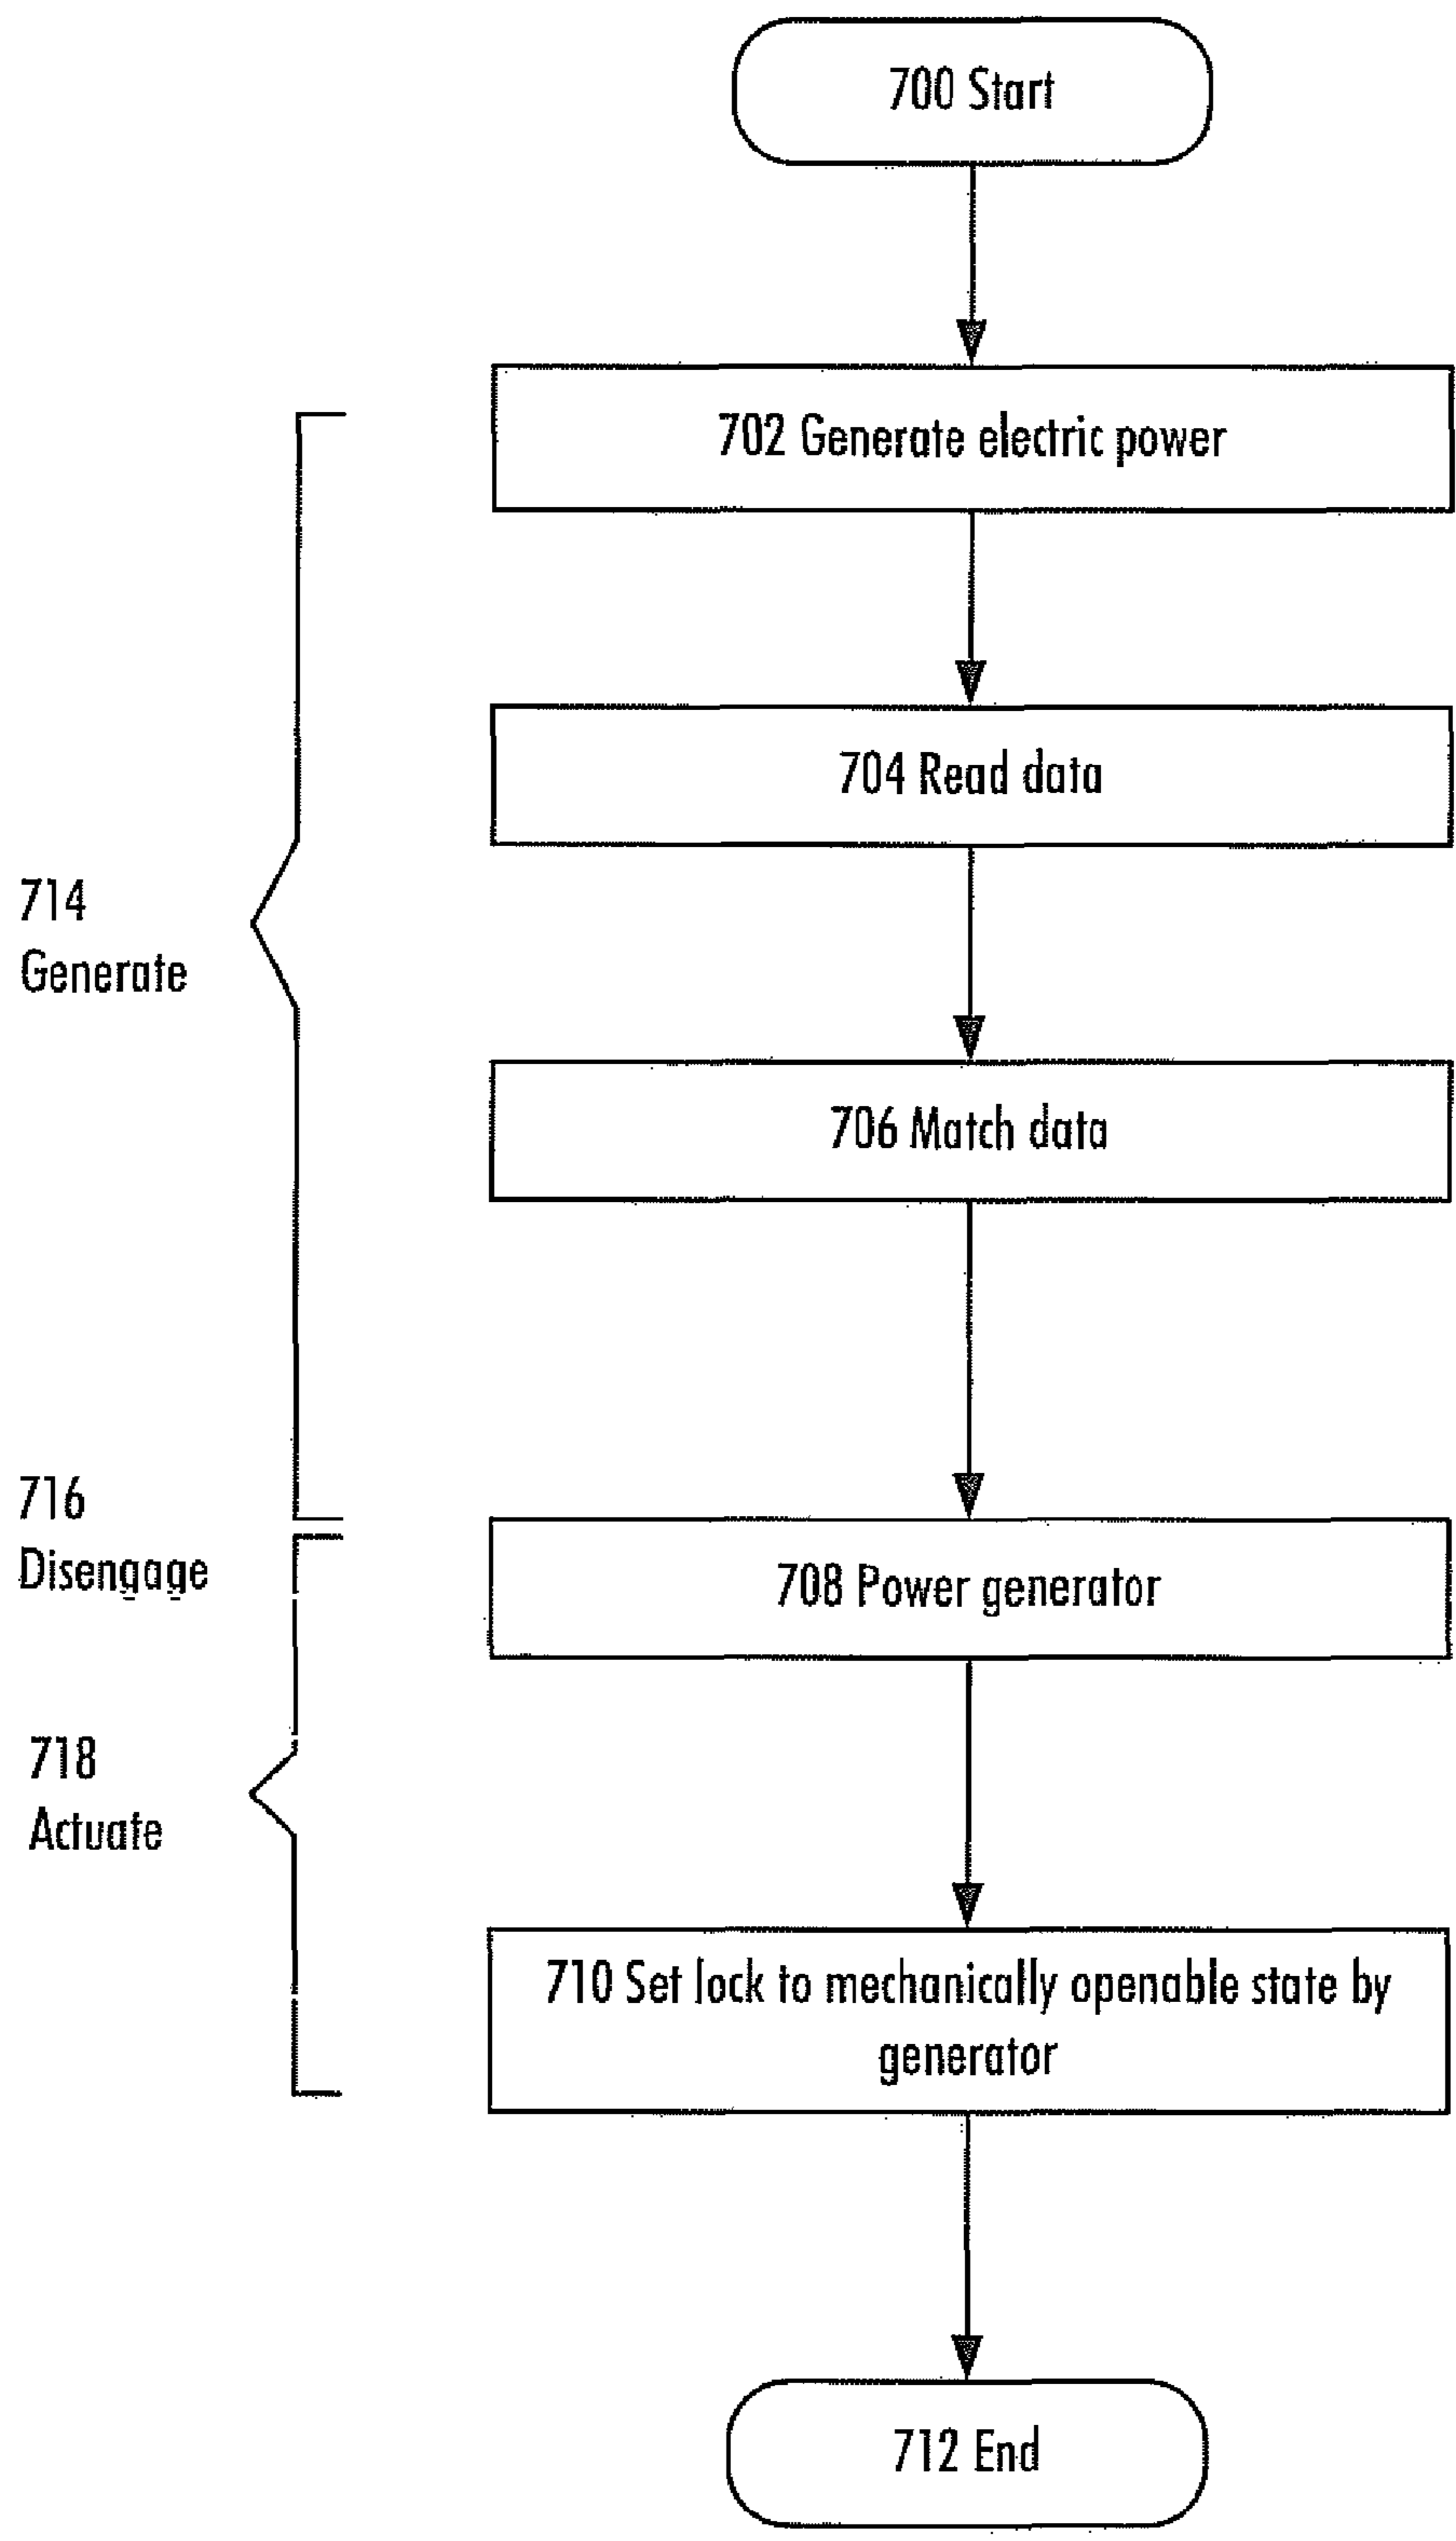 700 Start
702 Generate electric power
704 Read data
714
Generate
706 Match data
716
Disengage
708 Power generator
718
Actuate
710 Set lock to mechanically openable state by
generator
712 End